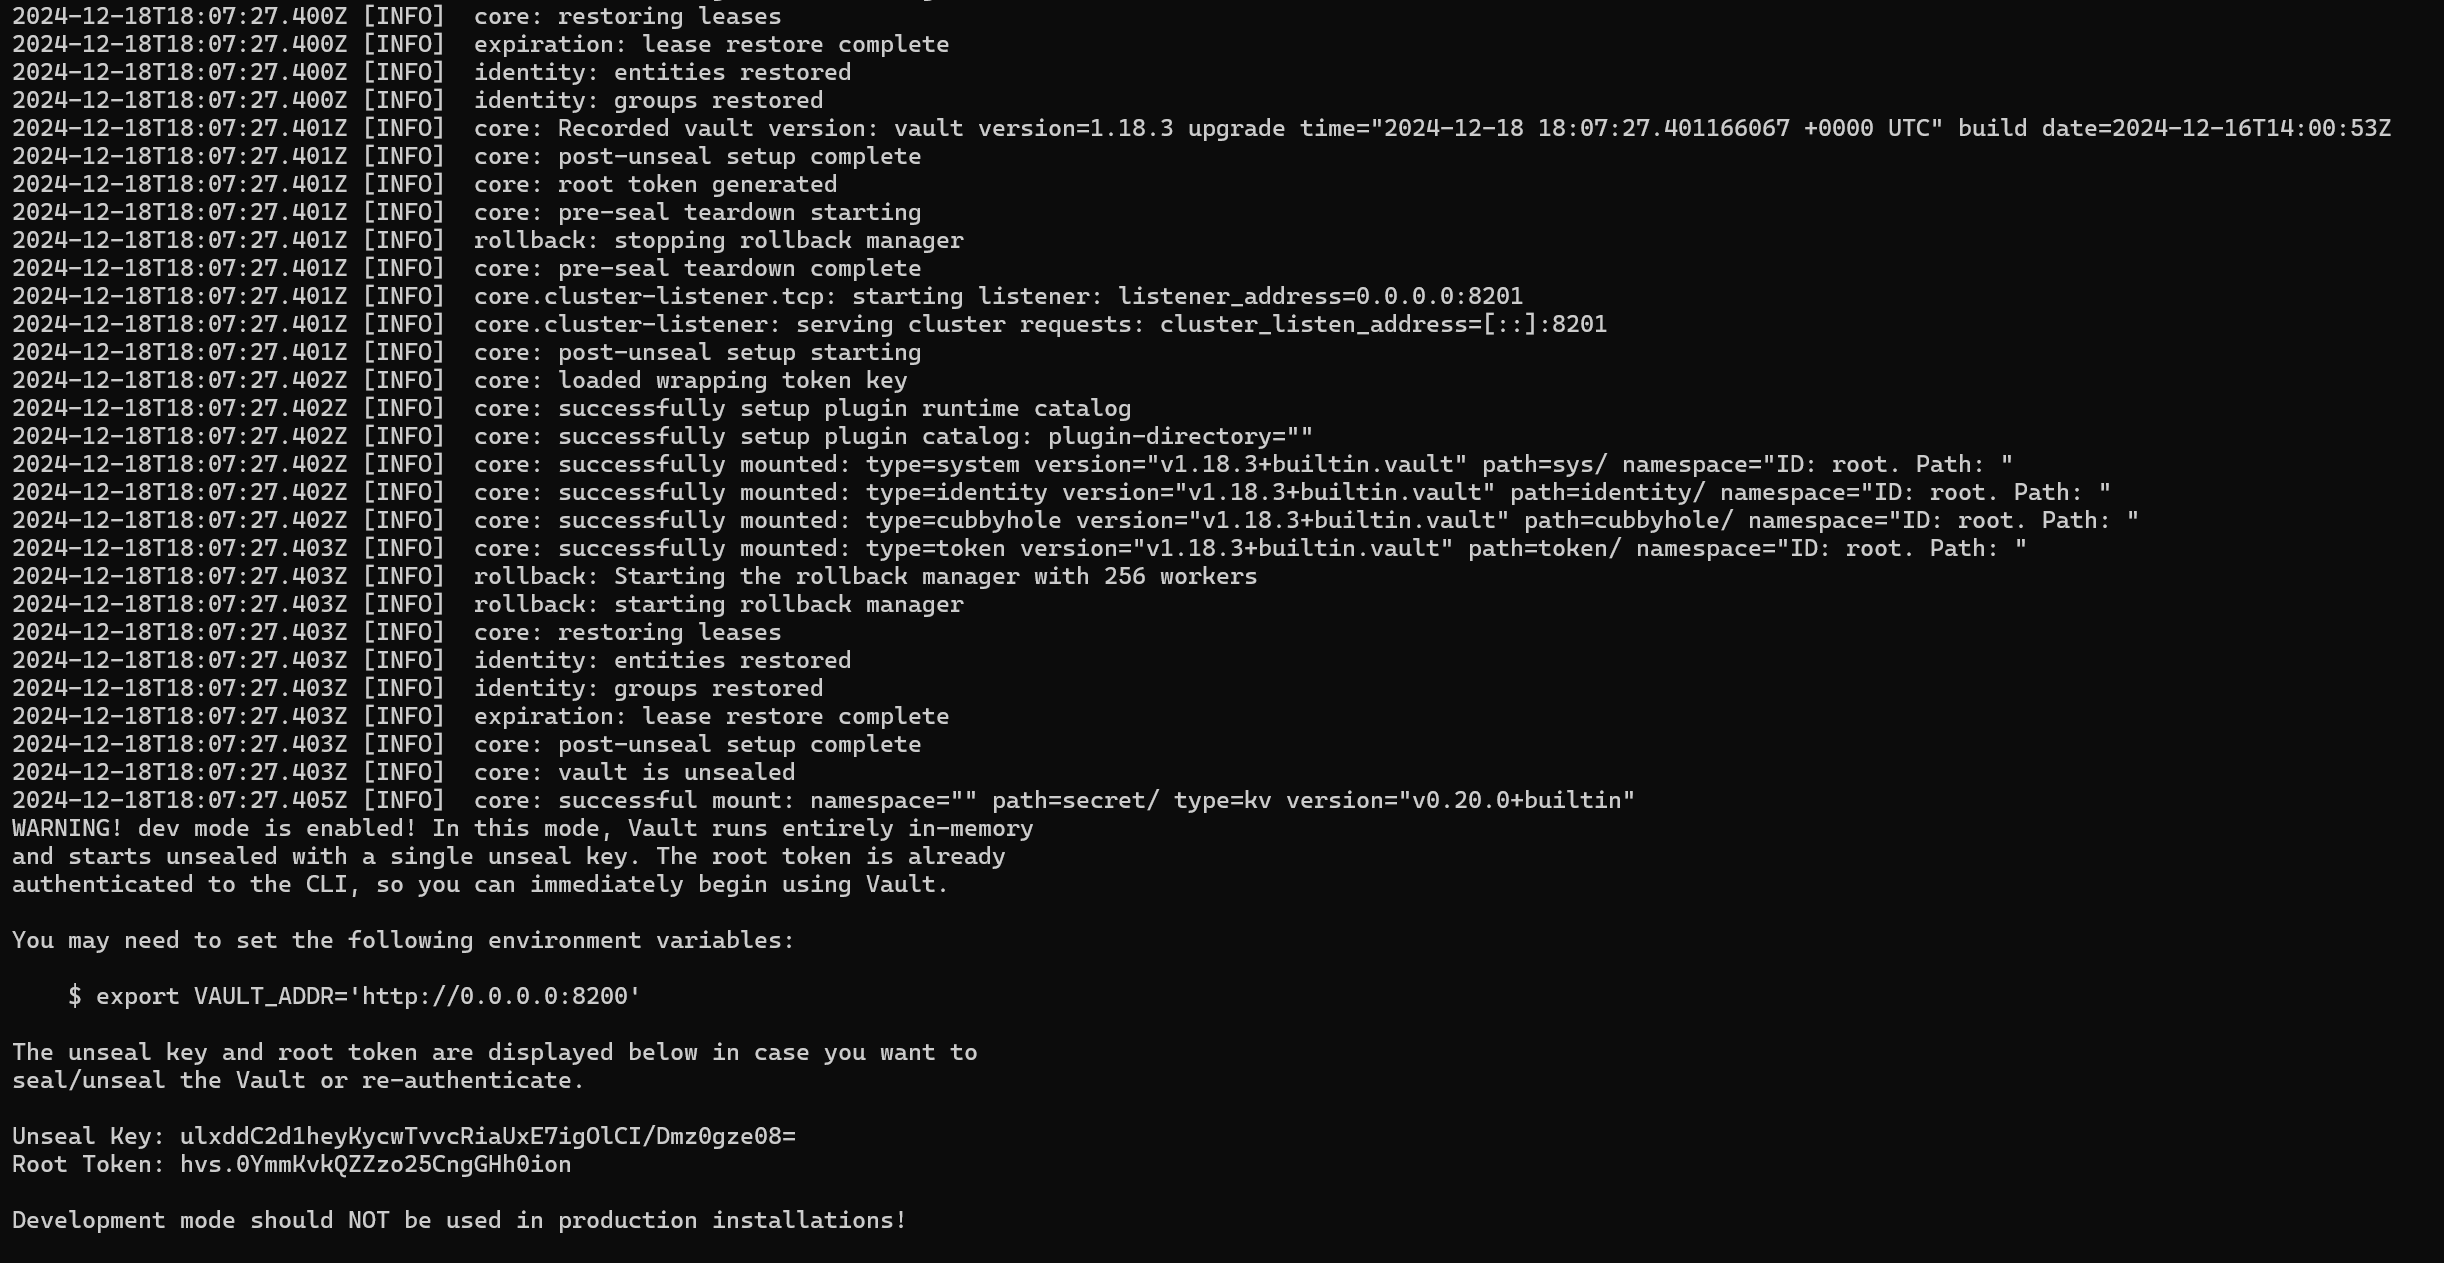 2024-12-18T18:07:27.400Z [INFO]  core: restoring leases
2024-12-18T18:07:27.400Z [INFO]  expiration: lease restore complete
2024-12-18T18:07:27.400Z [INFO]  identity: entities restored
2024-12-18T18:07:27.400Z [INFO]  identity: groups restored
2024-12-18T18:07:27.401Z [INFO]  core: Recorded vault version: vault version=1.18.3 upgrade time="2024-12-18 18:07:27.401166067 +0000 UTC" build date=2024-12-16T14:00:53Z
2024-12-18T18:07:27.401Z [INFO]  core: post-unseal setup complete
2024-12-18T18:07:27.401Z [INFO]  core: root token generated
2024-12-18T18:07:27.401Z [INFO]  core: pre-seal teardown starting
2024-12-18T18:07:27.401Z [INFO]  rollback: stopping rollback manager
2024-12-18T18:07:27.401Z [INFO]  core: pre-seal teardown complete
2024-12-18T18:07:27.401Z [INFO]  core.cluster-listener.tcp: starting listener: listener_address=0.0.0.0:8201
2024-12-18T18:07:27.401Z [INFO]  core.cluster-listener: serving cluster requests: cluster_listen_address=[::]:8201
2024-12-18T18:07:27.401Z [INFO]  core: post-unseal setup starting
2024-12-18T18:07:27.402Z [INFO]  core: loaded wrapping token key
2024-12-18T18:07:27.402Z [INFO]  core: successfully setup plugin runtime catalog
2024-12-18T18:07:27.402Z [INFO]  core: successfully setup plugin catalog: plugin-directory=""
2024-12-18T18:07:27.402Z [INFO]  core: successfully mounted: type=system version="v1.18.3+builtin.vault" path=sys/ namespace="ID: root. Path: "
2024-12-18T18:07:27.402Z [INFO]  core: successfully mounted: type=identity version="v1.18.3+builtin.vault" path=identity/ namespace="ID: root. Path: "
2024-12-18T18:07:27.402Z [INFO]  core: successfully mounted: type=cubbyhole version="v1.18.3+builtin.vault" path=cubbyhole/ namespace="ID: root. Path: "
2024-12-18T18:07:27.403Z [INFO]  core: successfully mounted: type=token version="v1.18.3+builtin.vault" path=token/ namespace="ID: root. Path: "
2024-12-18T18:07:27.403Z [INFO]  rollback: Starting the rollback manager with 256 workers
2024-12-18T18:07:27.403Z [INFO]  rollback: starting rollback manager
2024-12-18T18:07:27.403Z [INFO]  core: restoring leases
2024-12-18T18:07:27.403Z [INFO]  identity: entities restored
2024-12-18T18:07:27.403Z [INFO]  identity: groups restored
2024-12-18T18:07:27.403Z [INFO]  expiration: lease restore complete
2024-12-18T18:07:27.403Z [INFO]  core: post-unseal setup complete
2024-12-18T18:07:27.403Z [INFO]  core: vault is unsealed
2024-12-18T18:07:27.405Z [INFO]  core: successful mount: namespace="" path=secret/ type=kv version="v0.20.0+builtin"
WARNING! dev mode is enabled! In this mode, Vault runs entirely in-memory
and starts unsealed with a single unseal key. The root token is already
authenticated to the CLI, so you can immediately begin using Vault.
You may need to set the following environment variables:
    $ export VAULT_ADDR='http://0.0.0.0:8200'
The unseal key and root token are displayed below in case you want to
seal/unseal the Vault or re-authenticate.
Unseal Key: ulxddC2d1heyKycwTvvcRiaUxE7igOlCI/Dmz0gze08=
Root Token: hvs.0YmmKvkQZZzo25CngGHh0ion
Development mode should NOT be used in production installations!